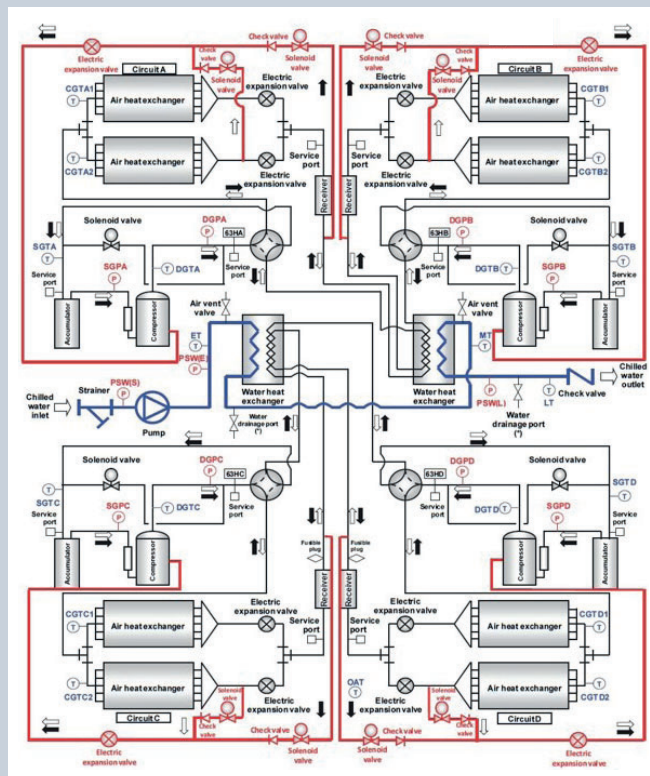 Electric
expansion valve
Check
valve
Solenoid
valve
Check valve
Solenoid
valve
Circuit A
CGTA1
T
Air heat exchanger
Electric
expansion valve
CGTA2
T
Air heat exchanger
Electric
expansion valve
Service
port
Receiver
Solenoid
valve
Check valve
Check
valve
Solenoid
valve
Electric
expansion valve
Circuit B
Electric
expansion valve
Air heat exchanger
CGTB1
T
Air heat exchanger
CGTB2
T
Electric
expansion valve
Service
port
Receiver
Solenoid valve
DGPA
P
63HA
SGTA
T
Service
port
SGPA
P
DGTA
T
Service
port
Accumulator
Compressor
DGPB
P
63HB
Solenoid valve
SGTB
T
Service
port
SGPB
P
DGTB
T
Service
port
Compressor
Accumulator
Air vent
valve
ET
T
PSW(E)
P
Water heat
exchanger
Air vent
valve
MT
T
Water heat
exchanger
Chilled
water inlet
Strainer
PSW(S)
P
Pump
Water
drainage port
(*)
PSW(L)
P
Water
drainage port
(*)
LT
T
Check valve
Chilled
water outlet
Solenoid valve
DGPC
P
63HC
SGTC
T
Service
port
SGPC
P
DGTC
T
Service
port
Accumulator
Compressor
DGPD
P
63HD
Solenoid valve
SGTD
T
Service
port
SGPD
P
DGTD
T
Service
port
Compressor
Accumulator
Fusible
plug
Receiver
Service
port
Fusible
plug
Receiver
Service
port
CGTC1
T
Air heat exchanger
Electric
expansion valve
CGTC2
T
Air heat exchanger
Electric
expansion valve
Circuit C
Solenoid
valve
Check
valve
Check valve
Solenoid
valve
Electric
expansion valve
OAT
T
Electric
expansion valve
Air heat exchanger
CGTD1
T
Electric
expansion valve
Air heat exchanger
CGTD2
T
Circuit D
Solenoid
valve
Check
valve
Solenoid
valve
Check valve
Electric
expansion valve